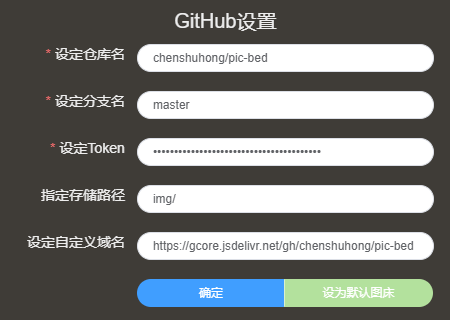 GitHub设置
* 设定仓库名 chenshuhong/pic-bed
* 设定分支名 master
* 设定Token ••••••••••••••••••••••••••••••••••••••••
指定存储路径 img/
设定自定义域名 https://gcore.jsdelivr.net/gh/chenshuhong/pic-bed
确定 设为默认图床